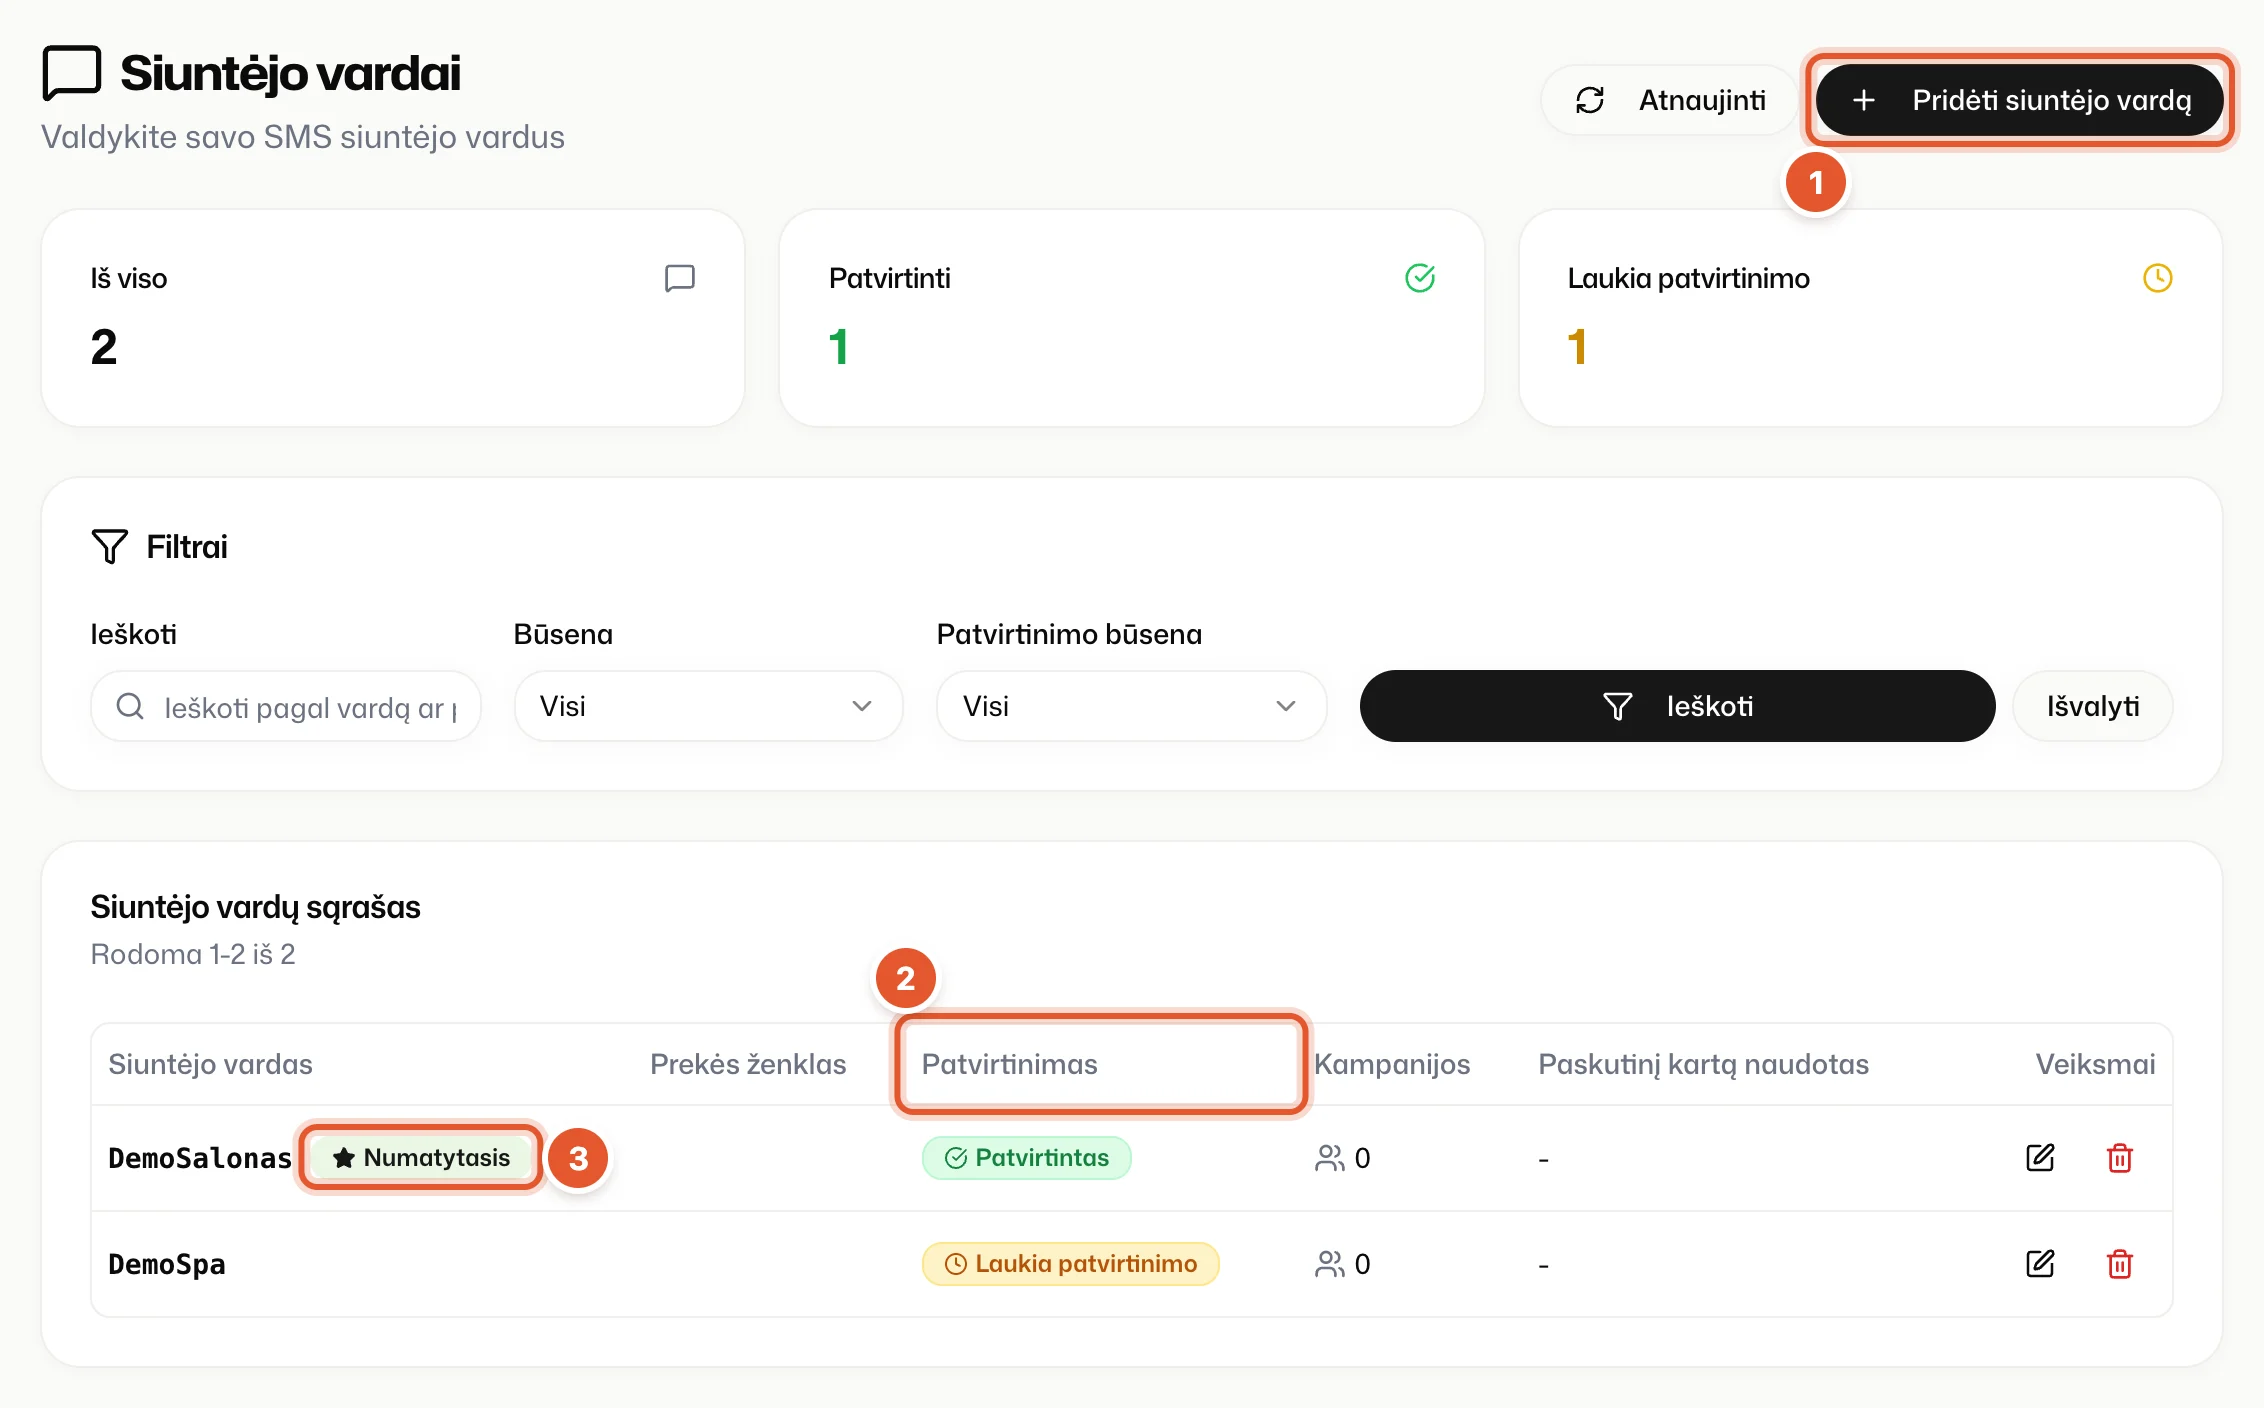 Siuntėjo vardai
Valdykite savo SMS siuntėjo vardus
Atnaujinti
Pridėti siuntėjo vardą
1
Iš viso
2
Patvirtinti
1
Laukia patvirtinimo
1
Filtrai
Ieškoti
Būsena
Patvirtinimo būsena
Ieškoti pagal vardą ar
Visi
Visi
Ieškoti
Išvalyti
Siuntėjo vardų sąrašas
Rodoma 1-2 iš 2
2
Siuntėjo vardas
Prekės ženklas
Patvirtinimas
Kampanijos
Paskutinį kartą naudotas
Veiksmai
DemoSalonas
Numatytasis
3
Patvirtintas
0
-
DemoSpa
Laukia patvirtinimo
0
-